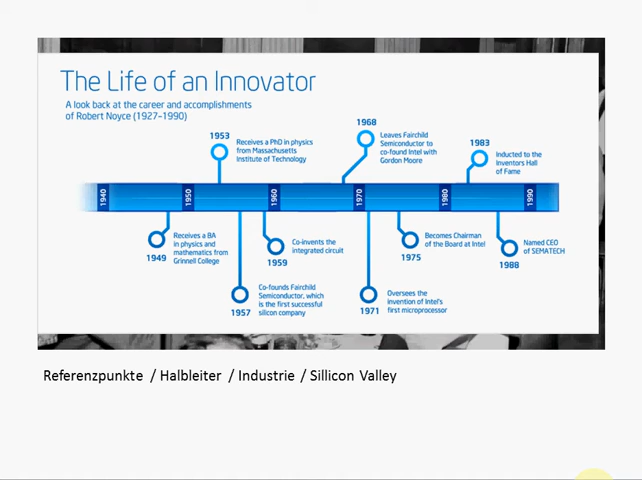 The Life of an Innovator
A look back at the career and accomplishments
of Robert Noyce (1927–1990)
1953
Receives a PhD in physics
from Massachusetts
Institute of Technology
1968
Leaves Fairchild
Semiconductor to
co-found Intel with
Gordon Moore
1983
Inducted to the
Inventors Hall
of Fame
1940
1950
1960
1970
1980
1990
Receives a BA
in physics and
mathematics from
Grinnell College
1949
Co-founds Fairchild
Semiconductor, which
is the first successful
silicon company
1957
Co-invents the
integrated circuit
1959
Oversees the
invention of Intel's
first microprocessor
1971
Becomes Chairman
of the Board at Intel
1975
Named CEO
of SEMATECH
1988
Referenzpunkte / Halbleiter / Industrie / Sillicon Valley